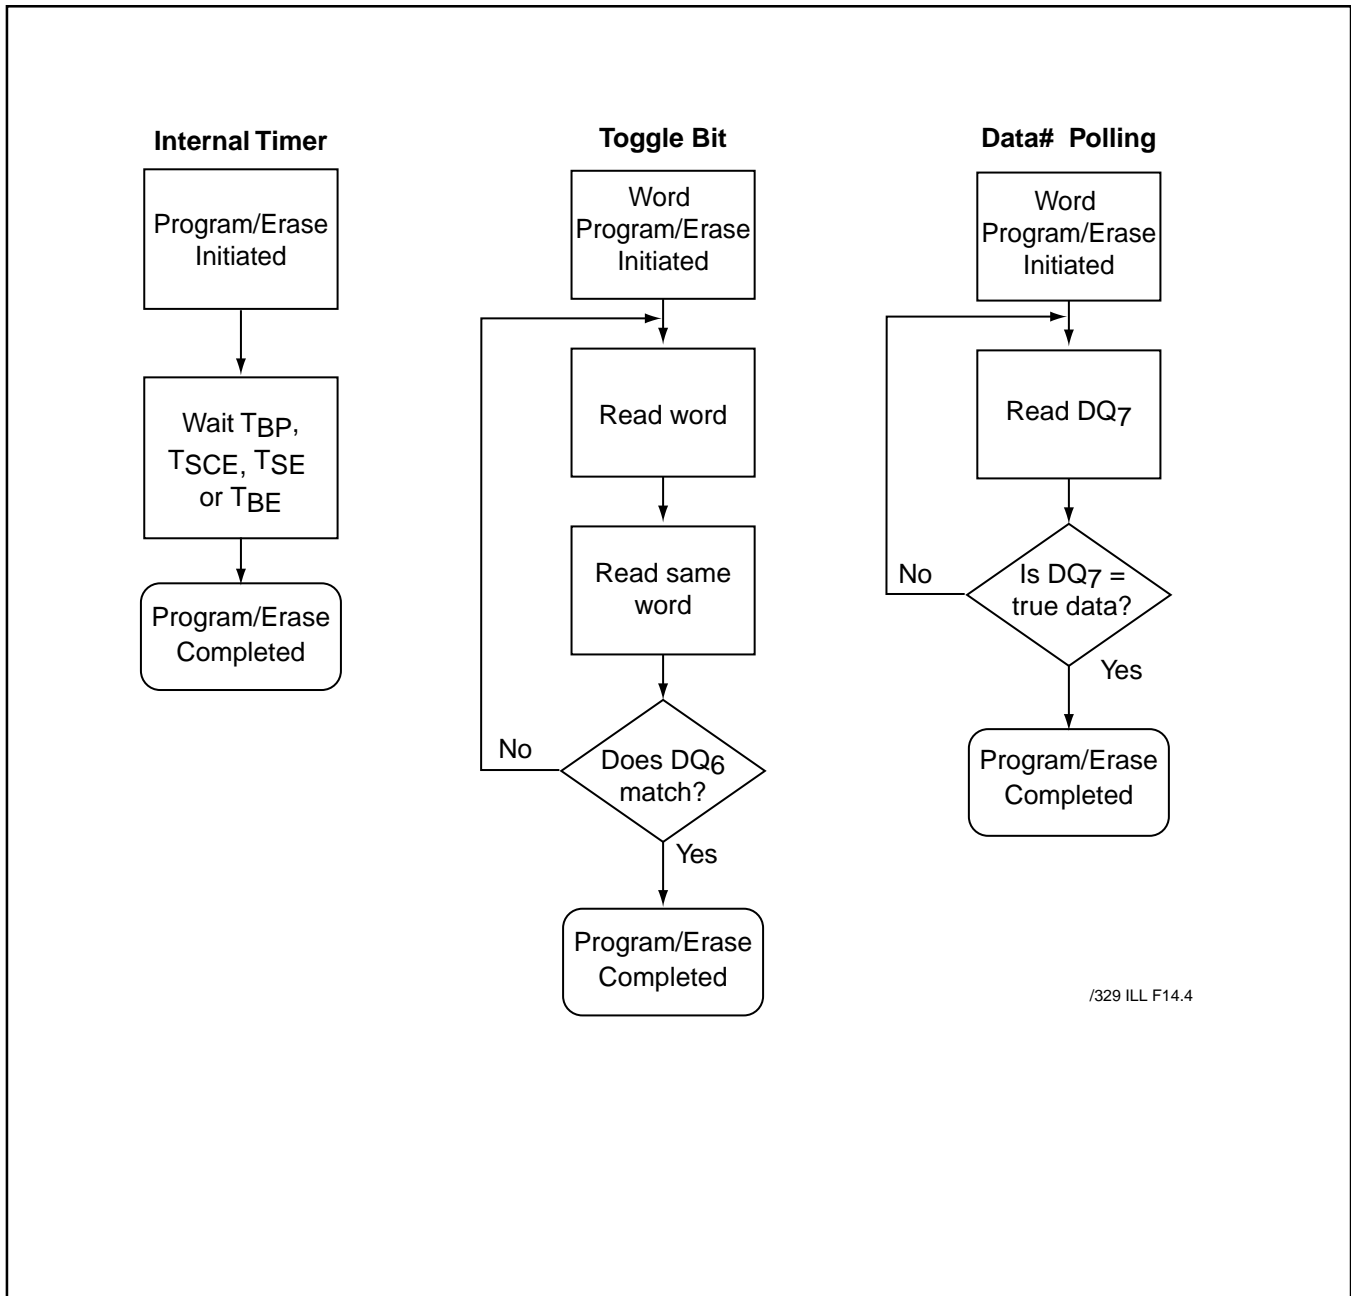 Internal Timer
Program/Erase
Initiated
Wait TBP,
TSCE, TSE
or TBE
Program/Erase
Completed
Toggle Bit
Word
Program/Erase
Initiated
Read word
Read same
word
No
Does DQ6
match?
Yes
Program/Erase
Completed
Data# Polling
Word
Program/Erase
Initiated
Read DQ7
No
Is DQ7 =
true data?
Yes
Program/Erase
Completed
/329 ILL F14.4